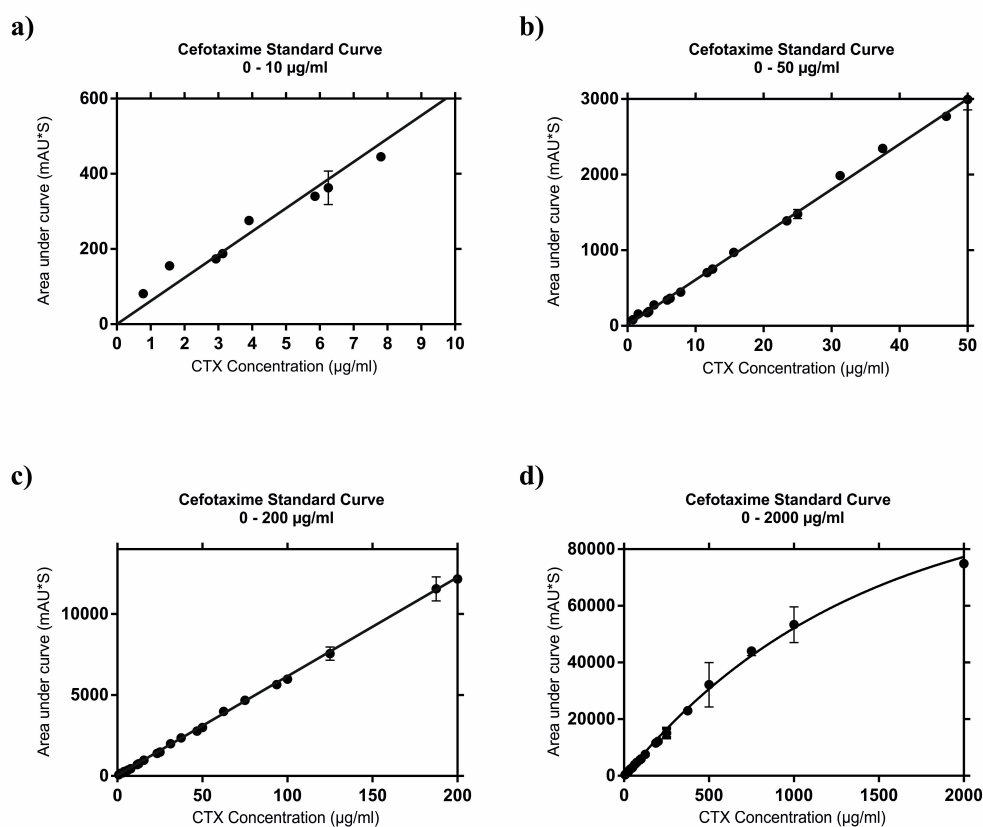 a)
Cefotaxime Standard Curve
0 - 10 µg/ml
Area under curve (mAU*S)
600
400
200
0
0 1 2 3 4 5 6 7 8 9 10
CTX Concentration (µg/ml)
b)
Cefotaxime Standard Curve
0 - 50 µg/ml
Area under curve (mAU*S)
3000
2000
1000
0
0 10 20 30 40 50
CTX Concentration (µg/ml)
c)
Cefotaxime Standard Curve
0 - 200 µg/ml
Area under curve (mAU*S)
10000
5000
0
0 50 100 150 200
CTX Concentration (µg/ml)
d)
Cefotaxime Standard Curve
0 - 2000 µg/ml
Area under curve (mAU*S)
80000
60000
40000
20000
0
0 500 1000 1500 2000
CTX Concentration (µg/ml)